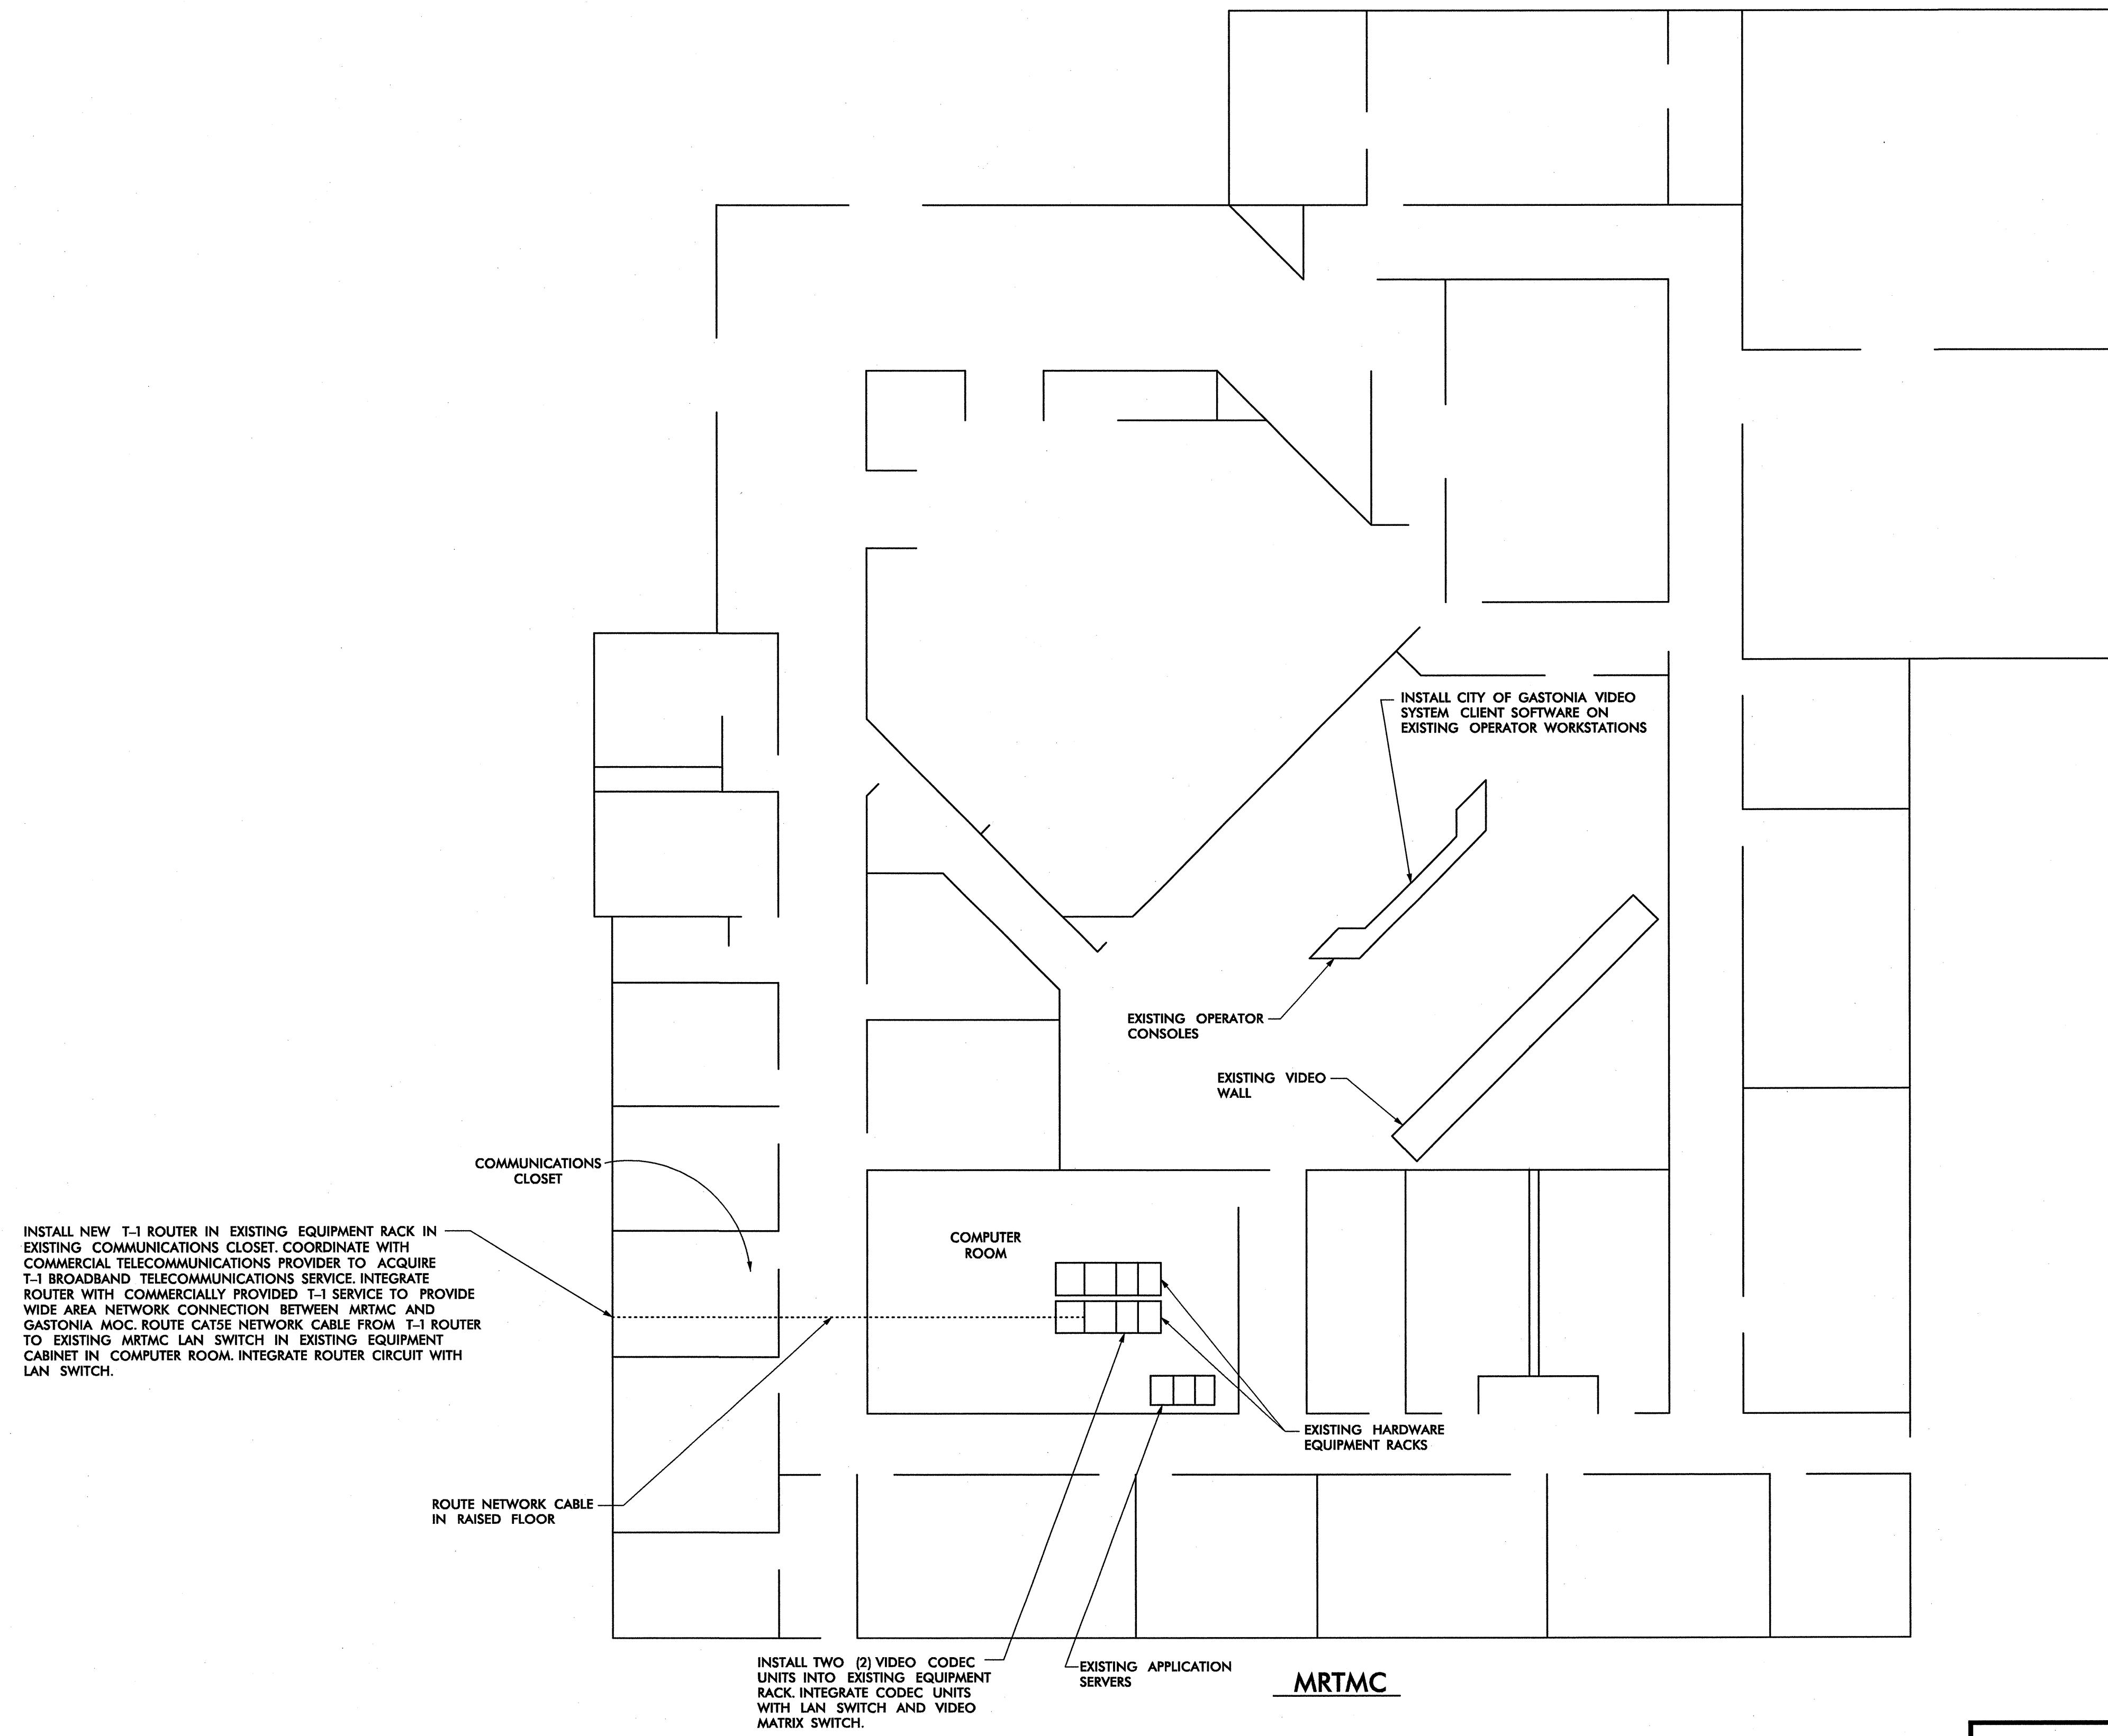 INSTALL CITY OF GASTONIA VIDEO
SYSTEM CLIENT SOFTWARE ON
EXISTING OPERATOR WORKSTATIONS
EXISTING OPERATOR
CONSOLES
EXISTING VIDEO
WALL
COMMUNICATIONS
CLOSET
INSTALL NEW T-1 ROUTER IN EXISTING EQUIPMENT RACK IN
EXISTING COMMUNICATIONS CLOSET. COORDINATE WITH
COMMERCIAL TELECOMMUNICATIONS PROVIDER TO ACQUIRE
T-1 BROADBAND TELECOMMUNICATIONS SERVICE. INTEGRATE
ROUTER WITH COMMERCIALLY PROVIDED T-1 SERVICE TO PROVIDE
WIDE AREA NETWORK CONNECTION BETWEEN MRTMC AND
GASTONIA MOC. ROUTE CAT5E NETWORK CABLE FROM T-1 ROUTER
TO EXISTING MRTMC LAN SWITCH IN EXISTING EQUIPMENT
CABINET IN COMPUTER ROOM. INTEGRATE ROUTER CIRCUIT WITH
LAN SWITCH.
COMPUTER
ROOM
EXISTING HARDWARE
EQUIPMENT RACKS
ROUTE NETWORK CABLE
IN RAISED FLOOR
INSTALL TWO (2) VIDEO CODEC
UNITS INTO EXISTING EQUIPMENT
RACK. INTEGRATE CODEC UNITS
WITH LAN SWITCH AND VIDEO
MATRIX SWITCH.
EXISTING APPLICATION
SERVERS
MRTMC